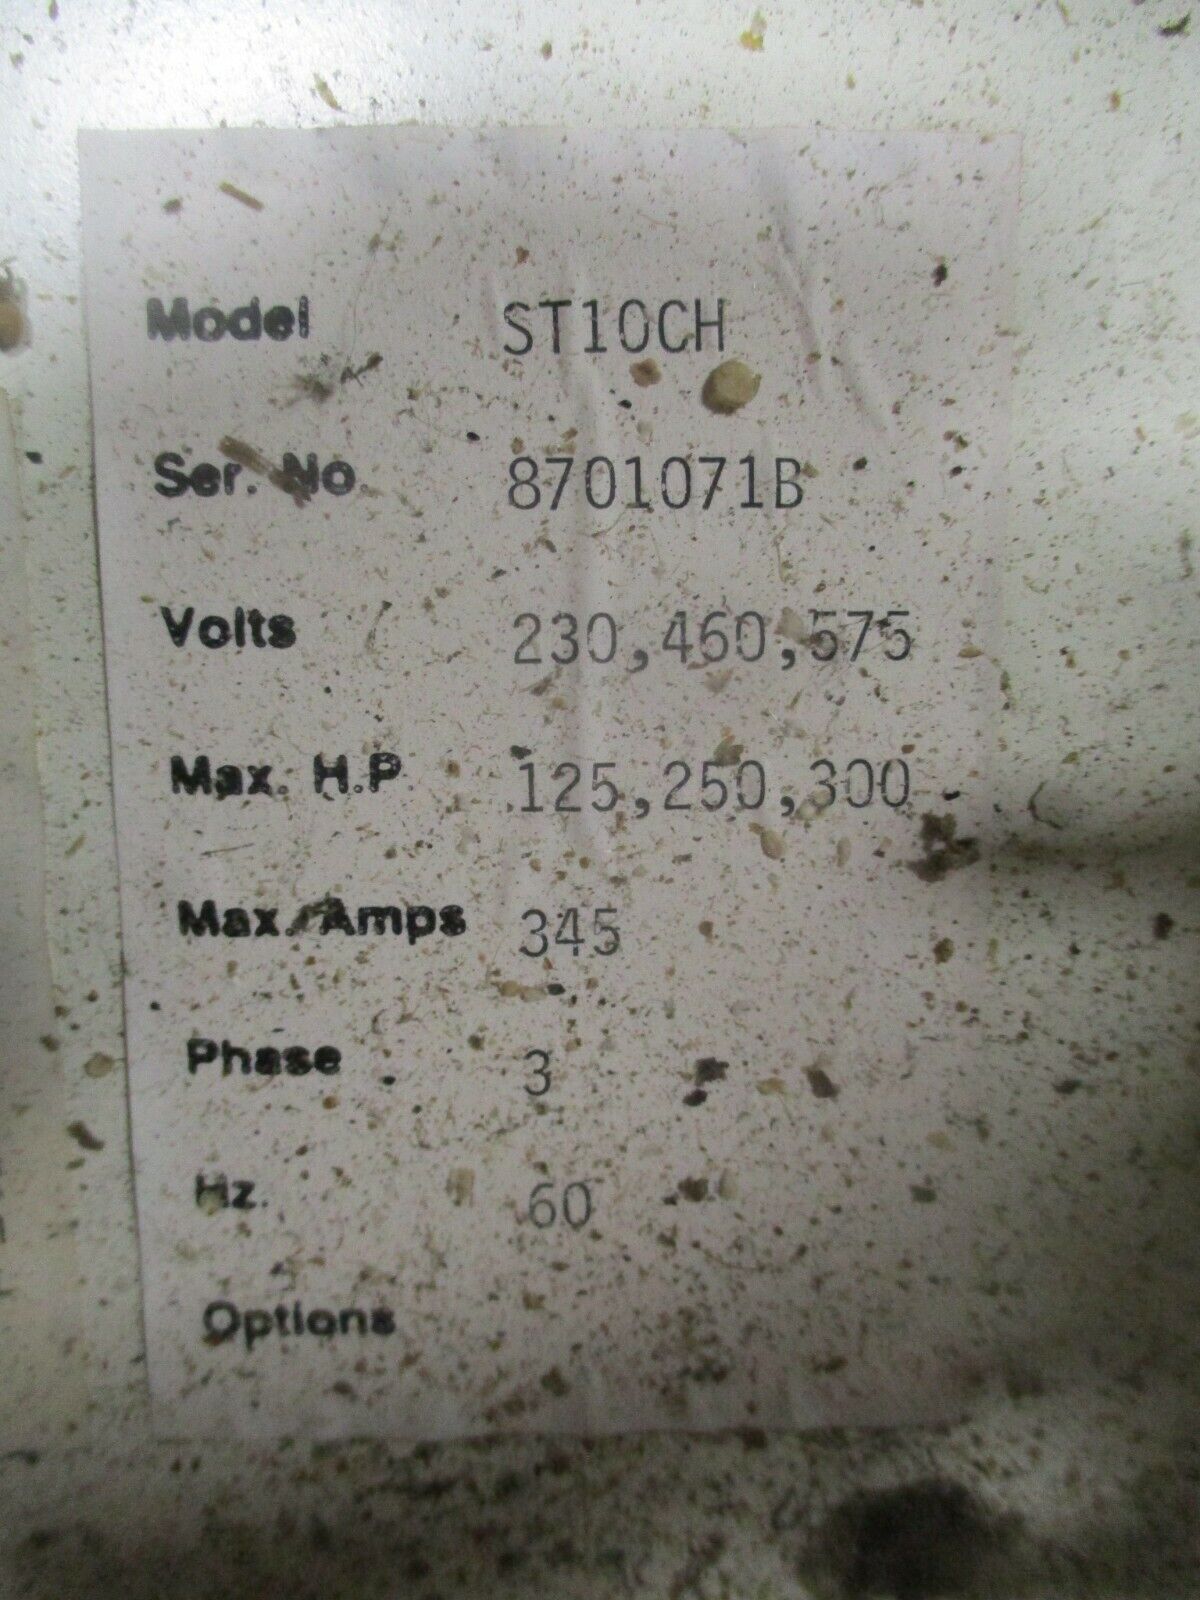 Model ST10CH
Ser. No. 8701071B
Volts 230,460,575
Max. H.P. 125,250,300
Max. Amps 345
Phase 3
Hz. 60
Options